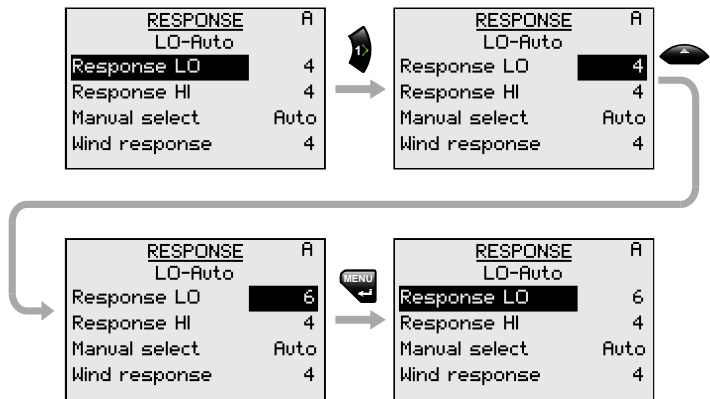 RESPONSE A
LO-Auto
Response LO 4
Response HI 4
Manual select Auto
Wind response 4
1
RESPONSE A
LO-Auto
Response LO 4
Response HI 4
Manual select Auto
Wind response 4
RESPONSE A
LO-Auto
Response LO 6
Response HI 4
Manual select Auto
Wind response 4
MENU
RESPONSE A
LO-Auto
Response LO 6
Response HI 4
Manual select Auto
Wind response 4